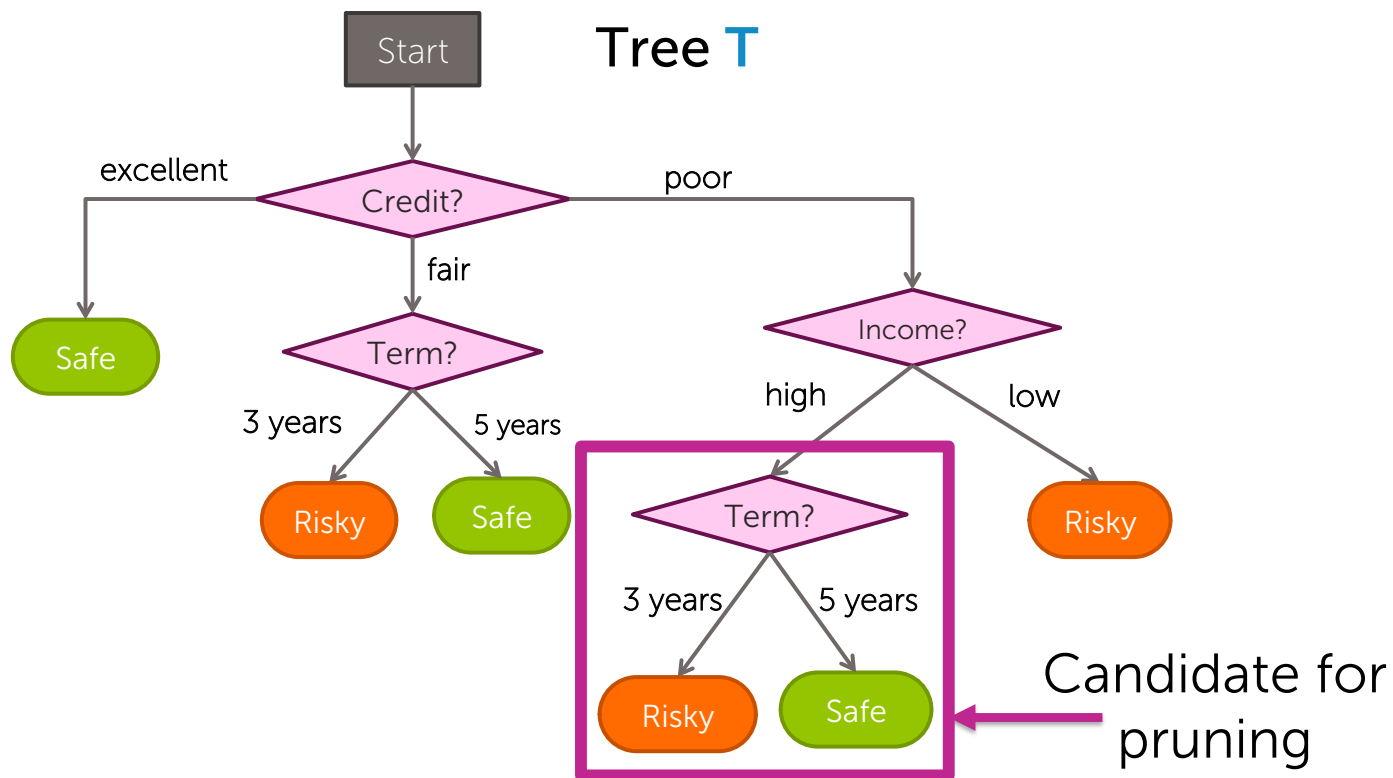 Start
Tree T
excellent
poor
Credit?
fair
Income?
Safe
Term?
high
low
3 years
5 years
Risky
Safe
Term?
Risky
3 years
5 years
Risky
Safe
Candidate for
pruning